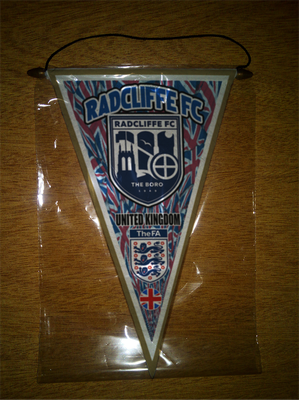 RADCLIFFE FC
RADCLIFFE FC
THE BORO
UNITED KINGDOM
TheFA